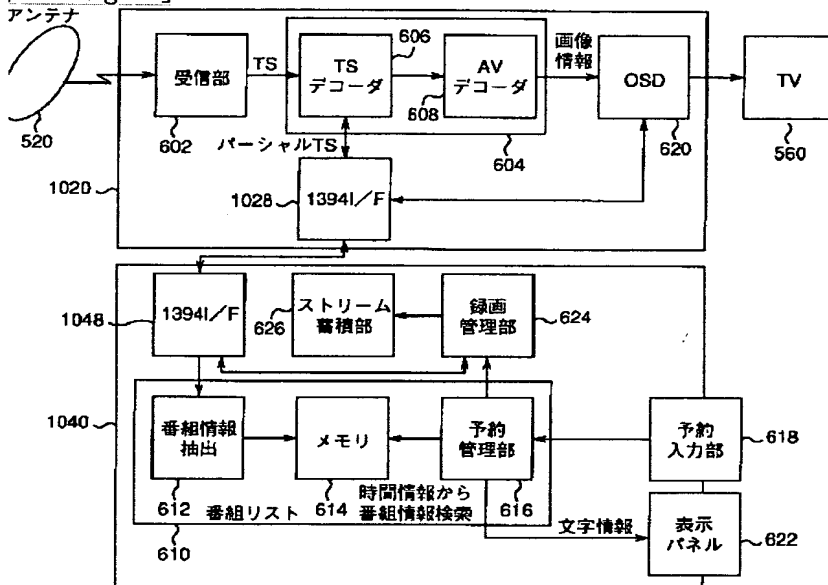 アンテナ
520
受信部
602
TS
TS
デコーダ
606
AV
デコーダ
608
604
画像
情報
OSD
620
TV
560
パーシャルTS
1020
1028
1394I/F
1048
1394I/F
ストリーム
蓄積部
626
録画
管理部
624
1040
番組情報
抽出
612
メモリ
614
予約
管理部
616
時間情報から
番組情報検索
番組リスト
610
予約
入力部
618
文字情報
表示
パネル
622